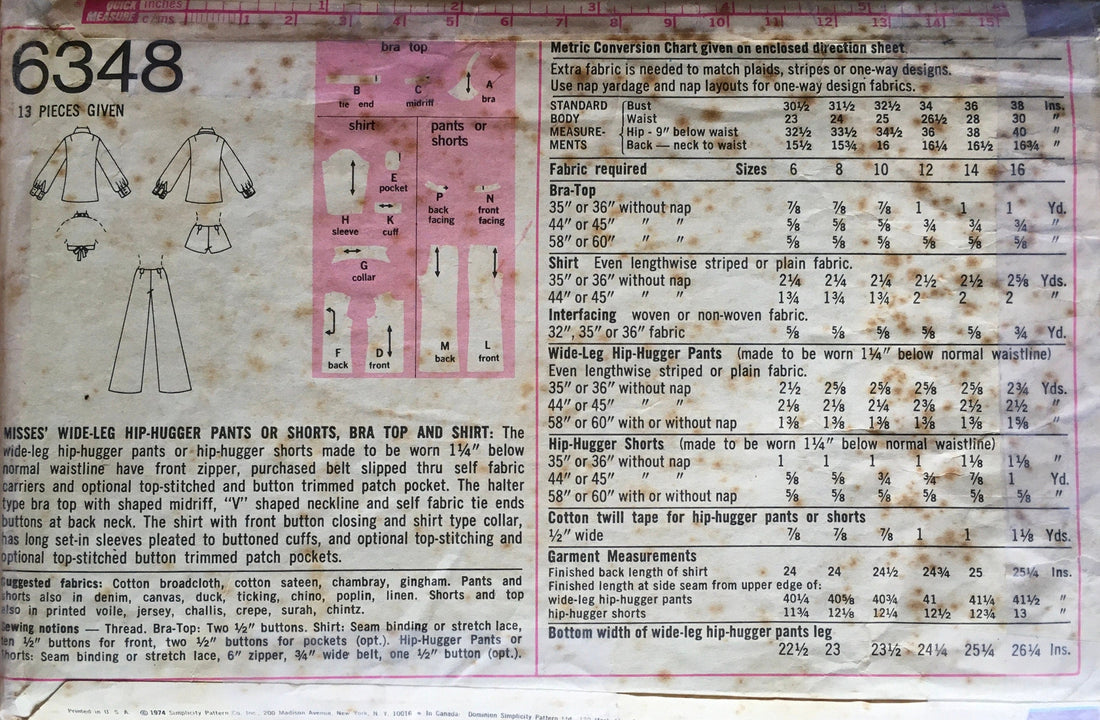 QUICK MEASURE inches 1 2 3 4 5 6
c/ms 1 2 3 4 5 6 7 8 9 10 11 12 13 14 15
6348
13 PIECES GIVEN
bra top
B
tie end
C
midriff
A
bra
shirt
pants or shorts
H
sleeve
E
pocket
K
cuff
G
collar
F
back
D
front
P
back facing
N
front facing
M
back
L
front
MISSES' WIDE-LEG HIP-HUGGER PANTS OR SHORTS, BRA TOP AND SHIRT: The
wide-leg hip-hugger pants or hip-hugger shorts made to be worn 1¼" below
normal waistline have front zipper, purchased belt slipped thru self fabric
carriers and optional top-stitched and button trimmed patch pocket. The halter
type bra top with shaped midriff, "V" shaped neckline and self fabric tie ends
buttons at back neck. The shirt with front button closing and shirt type collar,
has long set-in sleeves pleated to buttoned cuffs, and optional top-stitching and
optional top-stitched button trimmed patch pockets.
Suggested fabrics: Cotton broadcloth, cotton sateen, chambray, gingham. Pants and
shorts also in denim, canvas, duck, ticking, chino, poplin, linen. Shorts and top
also in printed voile, jersey, challis, crepe, surah, chintz.
Sewing notions — Thread. Bra-Top: Two ½" buttons. Shirt: Seam binding or stretch lace,
ten ½" buttons for front, two ½" buttons for pockets (opt.). Hip-Hugger Pants or
Shorts: Seam binding or stretch lace, 6" zipper, ¾" wide belt, one ½" button (opt.).
Metric Conversion Chart given on enclosed direction sheet.
Extra fabric is needed to match plaids, stripes or one-way designs.
Use nap yardage and nap layouts for one-way design fabrics.
STANDARD Bust 30½ 31½ 32½ 34 36 38 Ins.
BODY Waist 23 24 25 26½ 28 30 "
MEASURE- Hip - 9" below waist 32½ 33½ 34½ 36 38 40 "
MENTS Back — neck to waist 15½ 15¾ 16 16¼ 16½ 16¾ "
Fabric required Sizes 6 8 10 12 14 16
Bra-Top
35" or 36" without nap ⅞ ⅞ ⅞ 1 1 1 Yd.
44" or 45" " " ⅝ ⅝ ⅝ ¾ ¾ ¾ "
58" or 60" " " ⅝ ⅝ ⅝ ⅝ ⅝ ⅝ "
Shirt Even lengthwise striped or plain fabric.
35" or 36" without nap 2¼ 2¼ 2¼ 2½ 2½ 2⅝ Yds.
44" or 45" " " 1¾ 1¾ 1¾ 2 2 2 "
Interfacing woven or non-woven fabric.
32", 35" or 36" fabric ⅝ ⅝ ⅝ ⅝ ⅝ ¾ Yd.
Wide-Leg Hip-Hugger Pants (made to be worn 1¼" below normal waistline)
Even lengthwise striped or plain fabric.
35" or 36" without nap 2½ 2⅝ 2⅝ 2⅝ 2⅝ 2¾ Yds.
44" or 45" " " 2⅛ 2⅛ 2¼ 2⅜ 2½ 2½ "
58" or 60" with or without nap 1⅜ 1⅜ 1⅜ 1⅜ 1⅜ 1⅝ "
Hip-Hugger Shorts (made to be worn 1¼" below normal waistline)
35" or 36" without nap 1 1 1 1 1⅛ 1⅛ "
44" or 45" " " ⅝ ⅝ ¾ ¾ ⅞ 1 Yd.
58" or 60" with or without nap ⅝ ⅝ ⅝ ⅝ ⅝ ⅝ "
Cotton twill tape for hip-hugger pants or shorts
½" wide ⅞ ⅞ ⅞ 1 1 1⅛ Yds.
Garment Measurements
Finished back length of shirt 24 24 24½ 24¾ 25 25¼ Ins.
Finished length at side seam from upper edge of:
wide-leg hip-hugger pants 40¼ 40⅝ 40¾ 41 41¼ 41½ "
hip-hugger shorts 11¾ 12⅛ 12¼ 12½ 12¾ 13 "
Bottom width of wide-leg hip-hugger pants leg
22½ 23 23½ 24¼ 25¼ 26¼ Ins.
Printed in U. S. A. © 1974 Simplicity Pattern Co. Inc., 200 Madison Avenue, New York, N. Y. 10016 • In Canada: Dominion Simplicity Pattern Ltd.